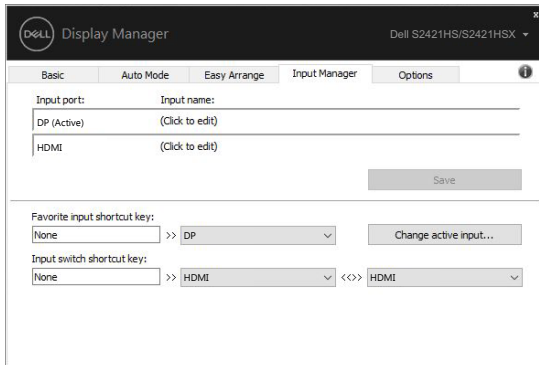 x
DELL Display Manager Dell S2421HS/S2421HSX
Basic Auto Mode Easy Arrange Input Manager Options
Input port: Input name:
DP (Active) (Click to edit)
HDMI (Click to edit)
Save
Favorite input shortcut key:
None >> DP Change active input...
Input switch shortcut key:
None >> HDMI <<>> HDMI